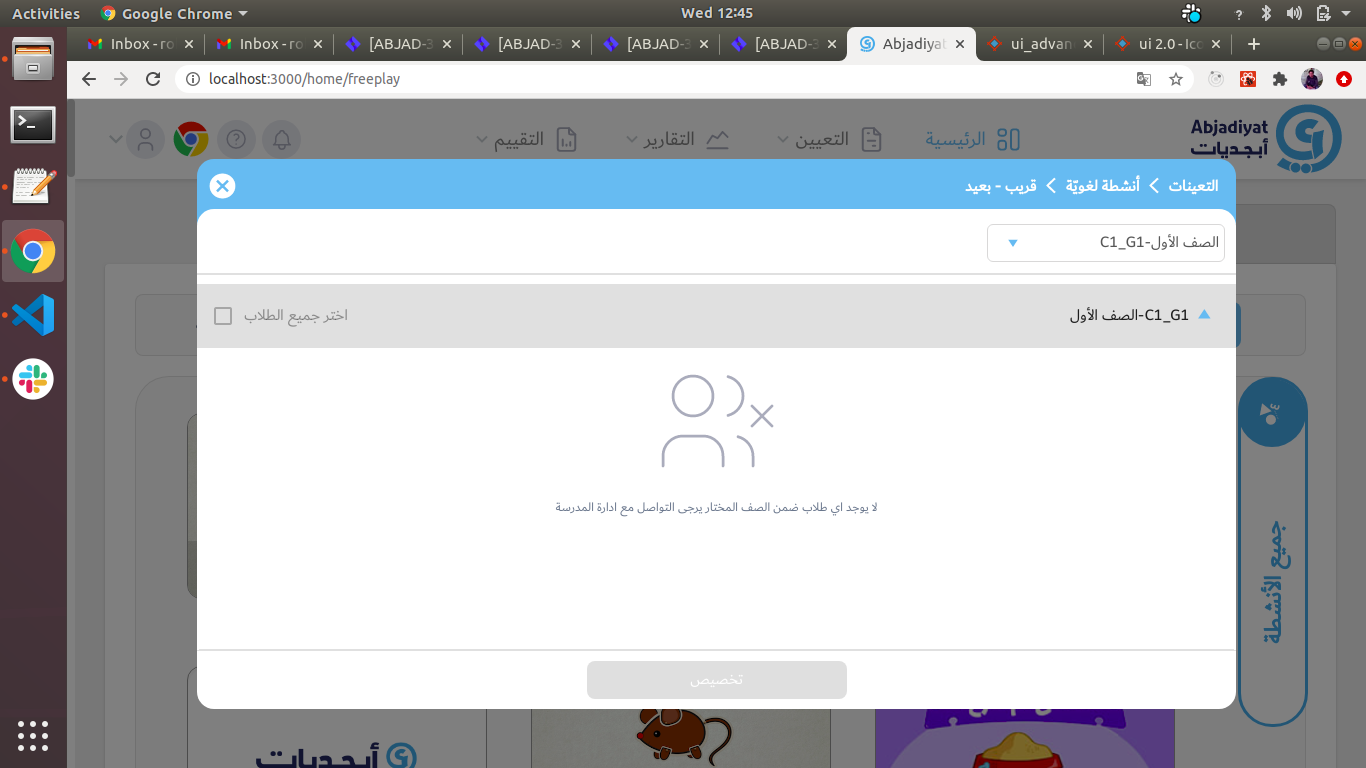 Activities Google Chrome Wed 12:45 ?
Inbox - ro Inbox - ro [ABJAD-3 [ABJAD-3 [ABJAD-3 [ABJAD-3 Abjadiyat ui_advan ui 2.0 - Ico
localhost:3000/home/freeplay
Abjadiyat
أبجديات
الرئيسية التعيين التقارير التقييم
التعينات أنشطة لغويّة قريب - بعيد
الصف الأول-C1_G1
C1_G1-الصف الأول اختر جميع الطلاب
لا يوجد اي طلاب ضمن الصف المختار يرجى التواصل مع ادارة المدرسة
جميع الأنشطة
تخصيص
أبجديات